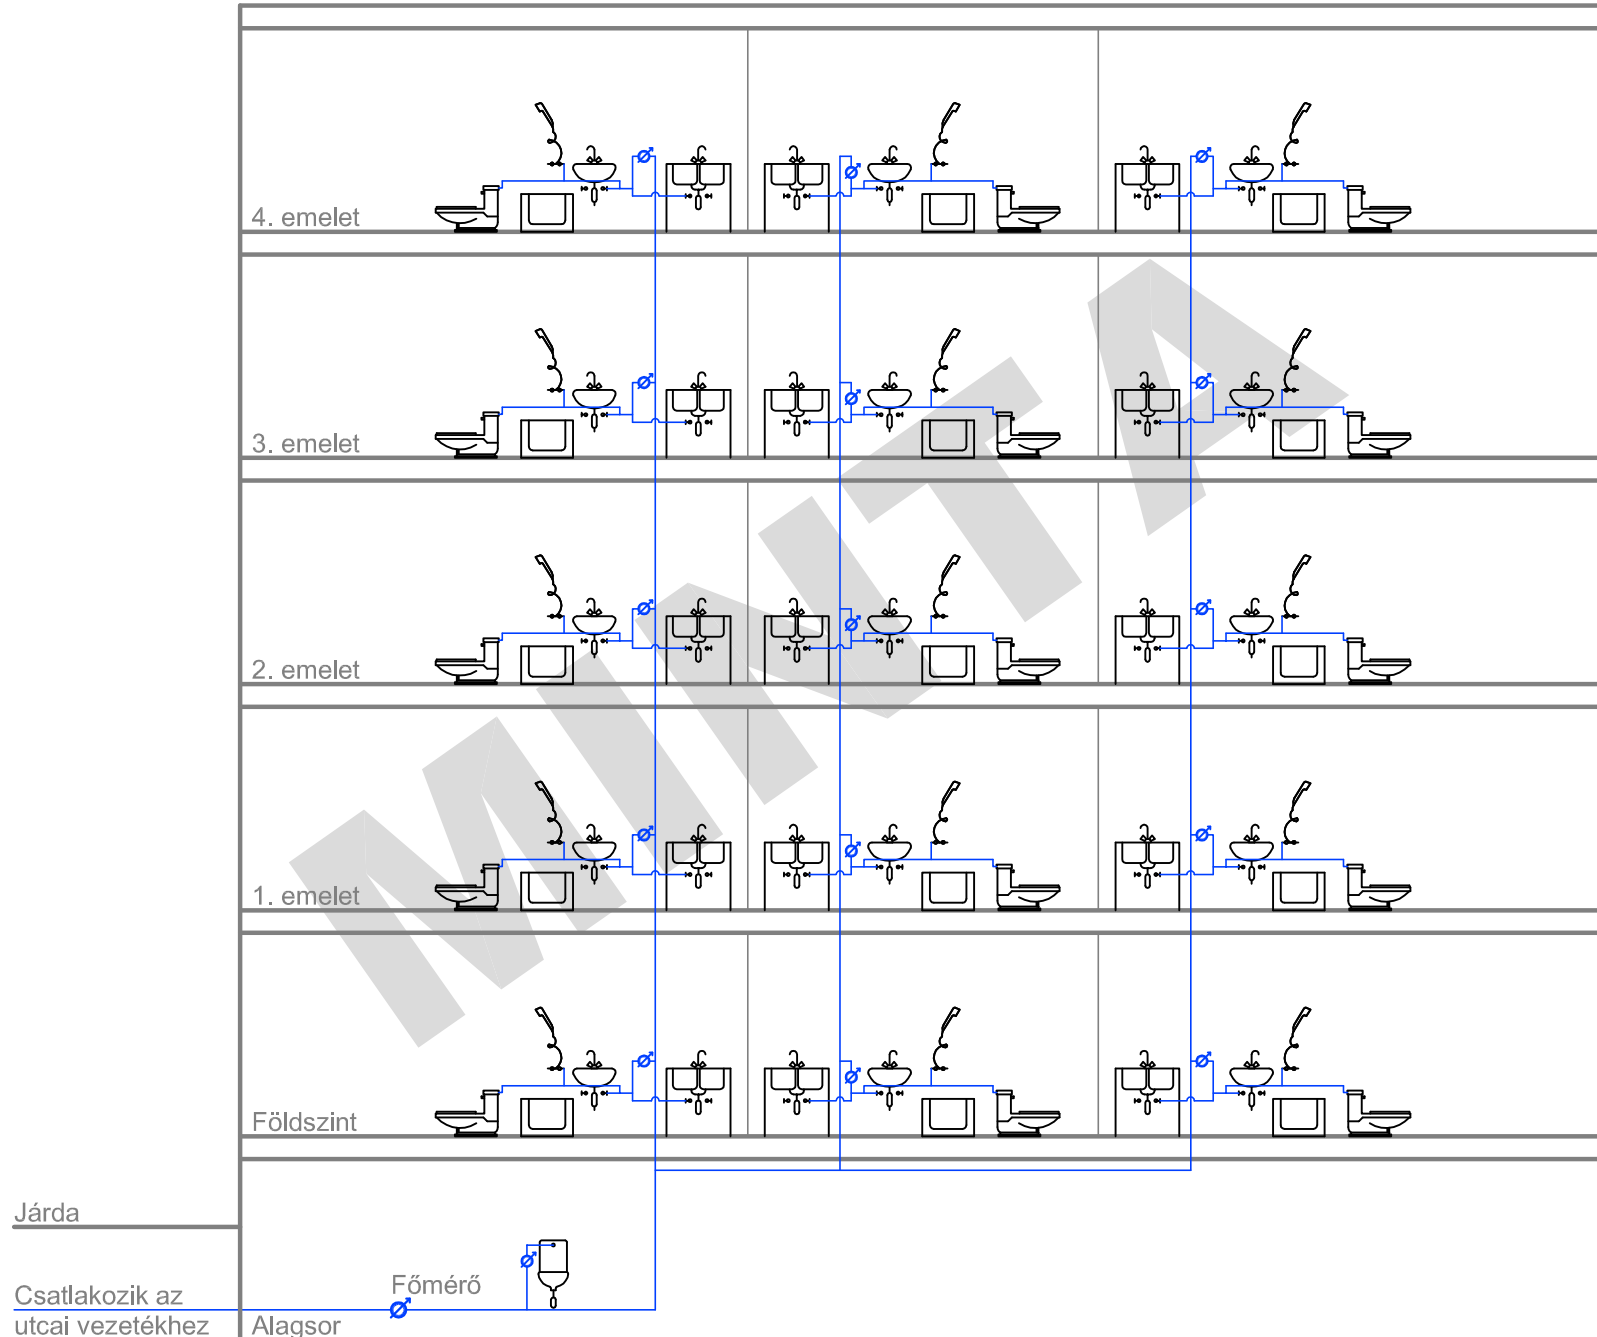 4. emelet
3. emelet
2. emelet
1. emelet
Földszint
MINTA
Járda
Főmérő
Csatlakozik az
utcai vezetékhez
Alagsor